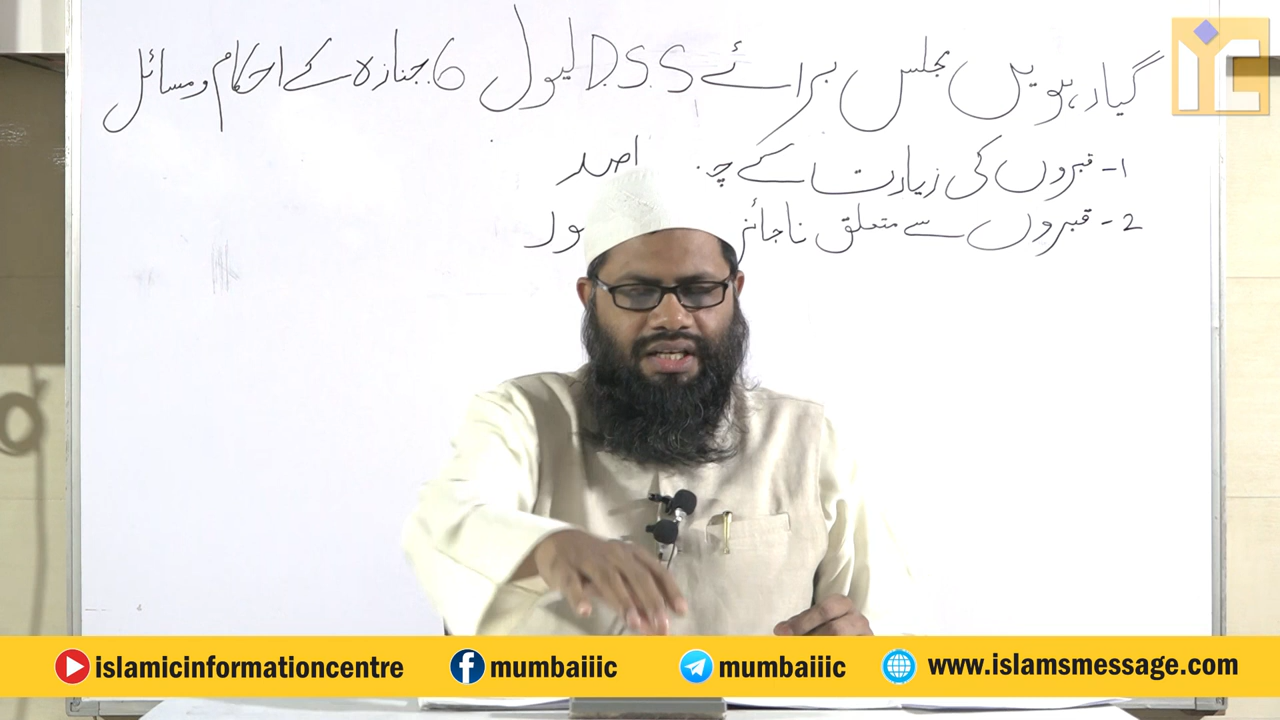 گیارہویں مجلس برائے D.S.S لیول 6 جنازہ کے احکام و مسائل
1- قبروں کی زیارت کے
2- قبروں سے متعلق ناجائز
islamicinformationcentre
mumbaiiic
mumbaiiic
www.islamsmessage.com